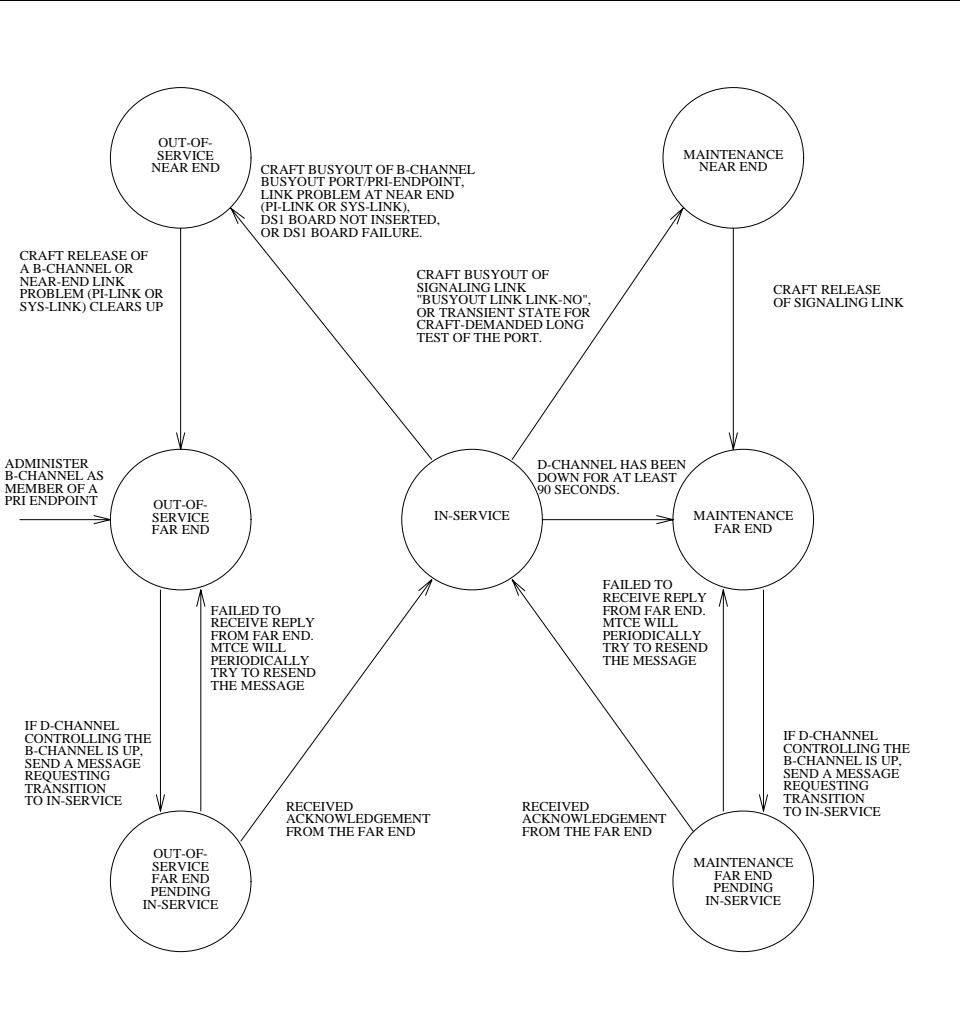 OUT-OF-
SERVICE
NEAR END
MAINTENANCE
NEAR END
CRAFT BUSYOUT OF B-CHANNEL
BUSYOUT PORT/PRI-ENDPOINT,
LINK PROBLEM AT NEAR END
(PI-LINK OR SYS-LINK),
DS1 BOARD NOT INSERTED,
OR DS1 BOARD FAILURE.
CRAFT RELEASE OF
A B-CHANNEL OR
NEAR-END LINK
PROBLEM (PI-LINK OR
SYS-LINK) CLEARS UP
CRAFT BUSYOUT OF
SIGNALING LINK
"BUSYOUT LINK LINK-NO",
OR TRANSIENT STATE FOR
CRAFT-DEMANDED LONG
TEST OF THE PORT.
CRAFT RELEASE
OF SIGNALING LINK
ADMINISTER
B-CHANNEL AS
MEMBER OF A
PRI ENDPOINT
OUT-OF-
SERVICE
FAR END
IN-SERVICE
D-CHANNEL HAS BEEN
DOWN FOR AT LEAST
90 SECONDS.
MAINTENANCE
FAR END
FAILED TO
RECEIVE REPLY
FROM FAR END.
MTCE WILL
PERIODICALLY
TRY TO RESEND
THE MESSAGE
FAILED TO
RECEIVE REPLY
FROM FAR END.
MTCE WILL
PERIODICALLY
TRY TO RESEND
THE MESSAGE
IF D-CHANNEL
CONTROLLING THE
B-CHANNEL IS UP,
SEND A MESSAGE
REQUESTING
TRANSITION
TO IN-SERVICE
IF D-CHANNEL
CONTROLLING THE
B-CHANNEL IS UP,
SEND A MESSAGE
REQUESTING
TRANSITION
TO IN-SERVICE
RECEIVED
ACKNOWLEDGEMENT
FROM THE FAR END
RECEIVED
ACKNOWLEDGEMENT
FROM THE FAR END
OUT-OF-
SERVICE
FAR END
PENDING
IN-SERVICE
MAINTENANCE
FAR END
PENDING
IN-SERVICE